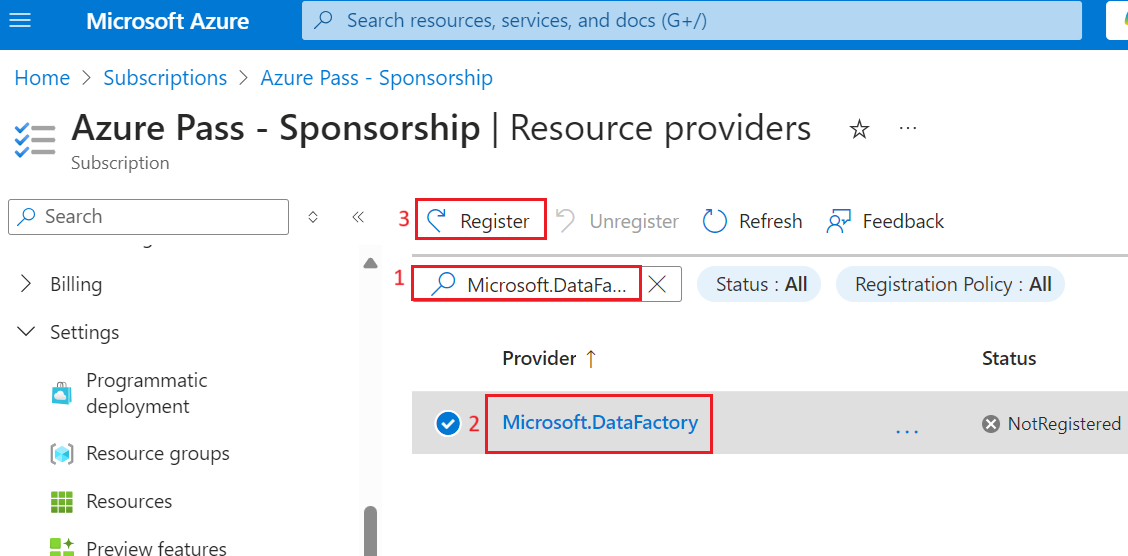 Microsoft Azure
Search resources, services, and docs (G+/)
Home > Subscriptions > Azure Pass - Sponsorship
Azure Pass - Sponsorship | Resource providers
Subscription
Search
3 Register
Unregister
Refresh
Feedback
1 Microsoft.DataFa...
Status : All
Registration Policy : All
Billing
Settings
Programmatic
deployment
Resource groups
Resources
Preview features
Provider ↑
Status
2 Microsoft.DataFactory
...
NotRegistered